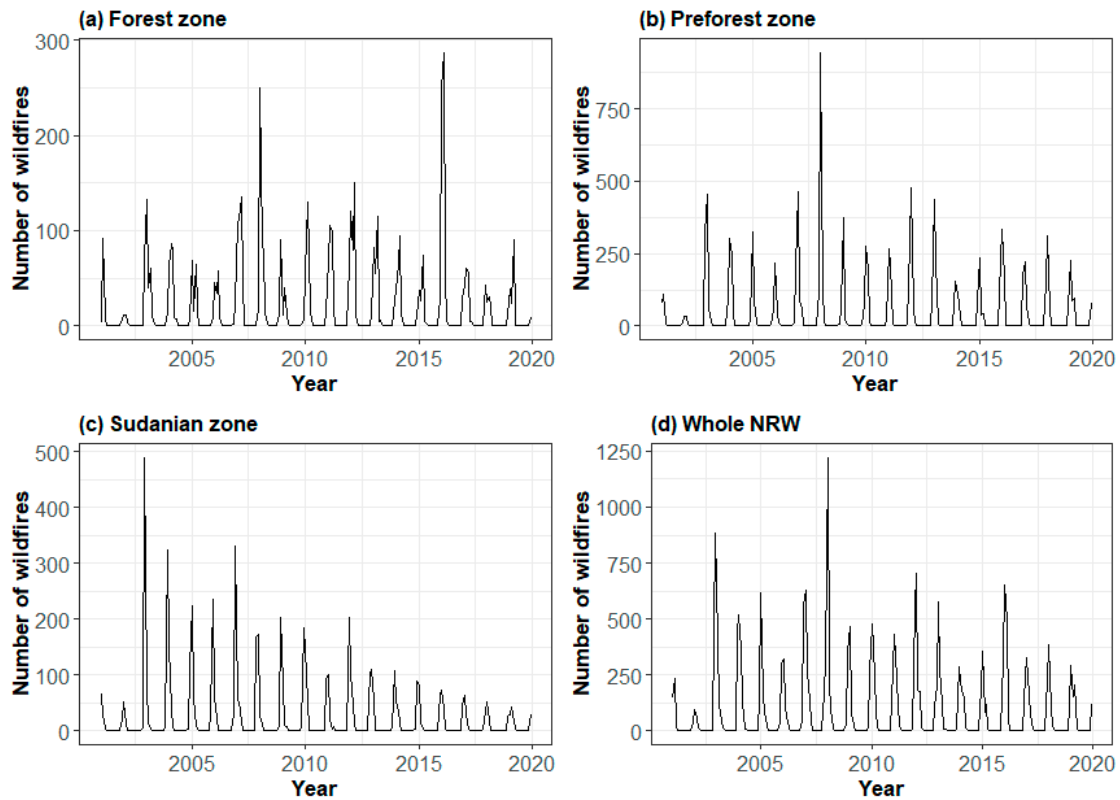 (a) Forest zone
Number of wildfires
300
200
100
0
2005 2010 2015 2020
Year
(b) Preforest zone
Number of wildfires
750
500
250
0
2005 2010 2015 2020
Year
(c) Sudanian zone
Number of wildfires
500
400
300
200
100
0
2005 2010 2015 2020
Year
(d) Whole NRW
Number of wildfires
1250
1000
750
500
250
0
2005 2010 2015 2020
Year